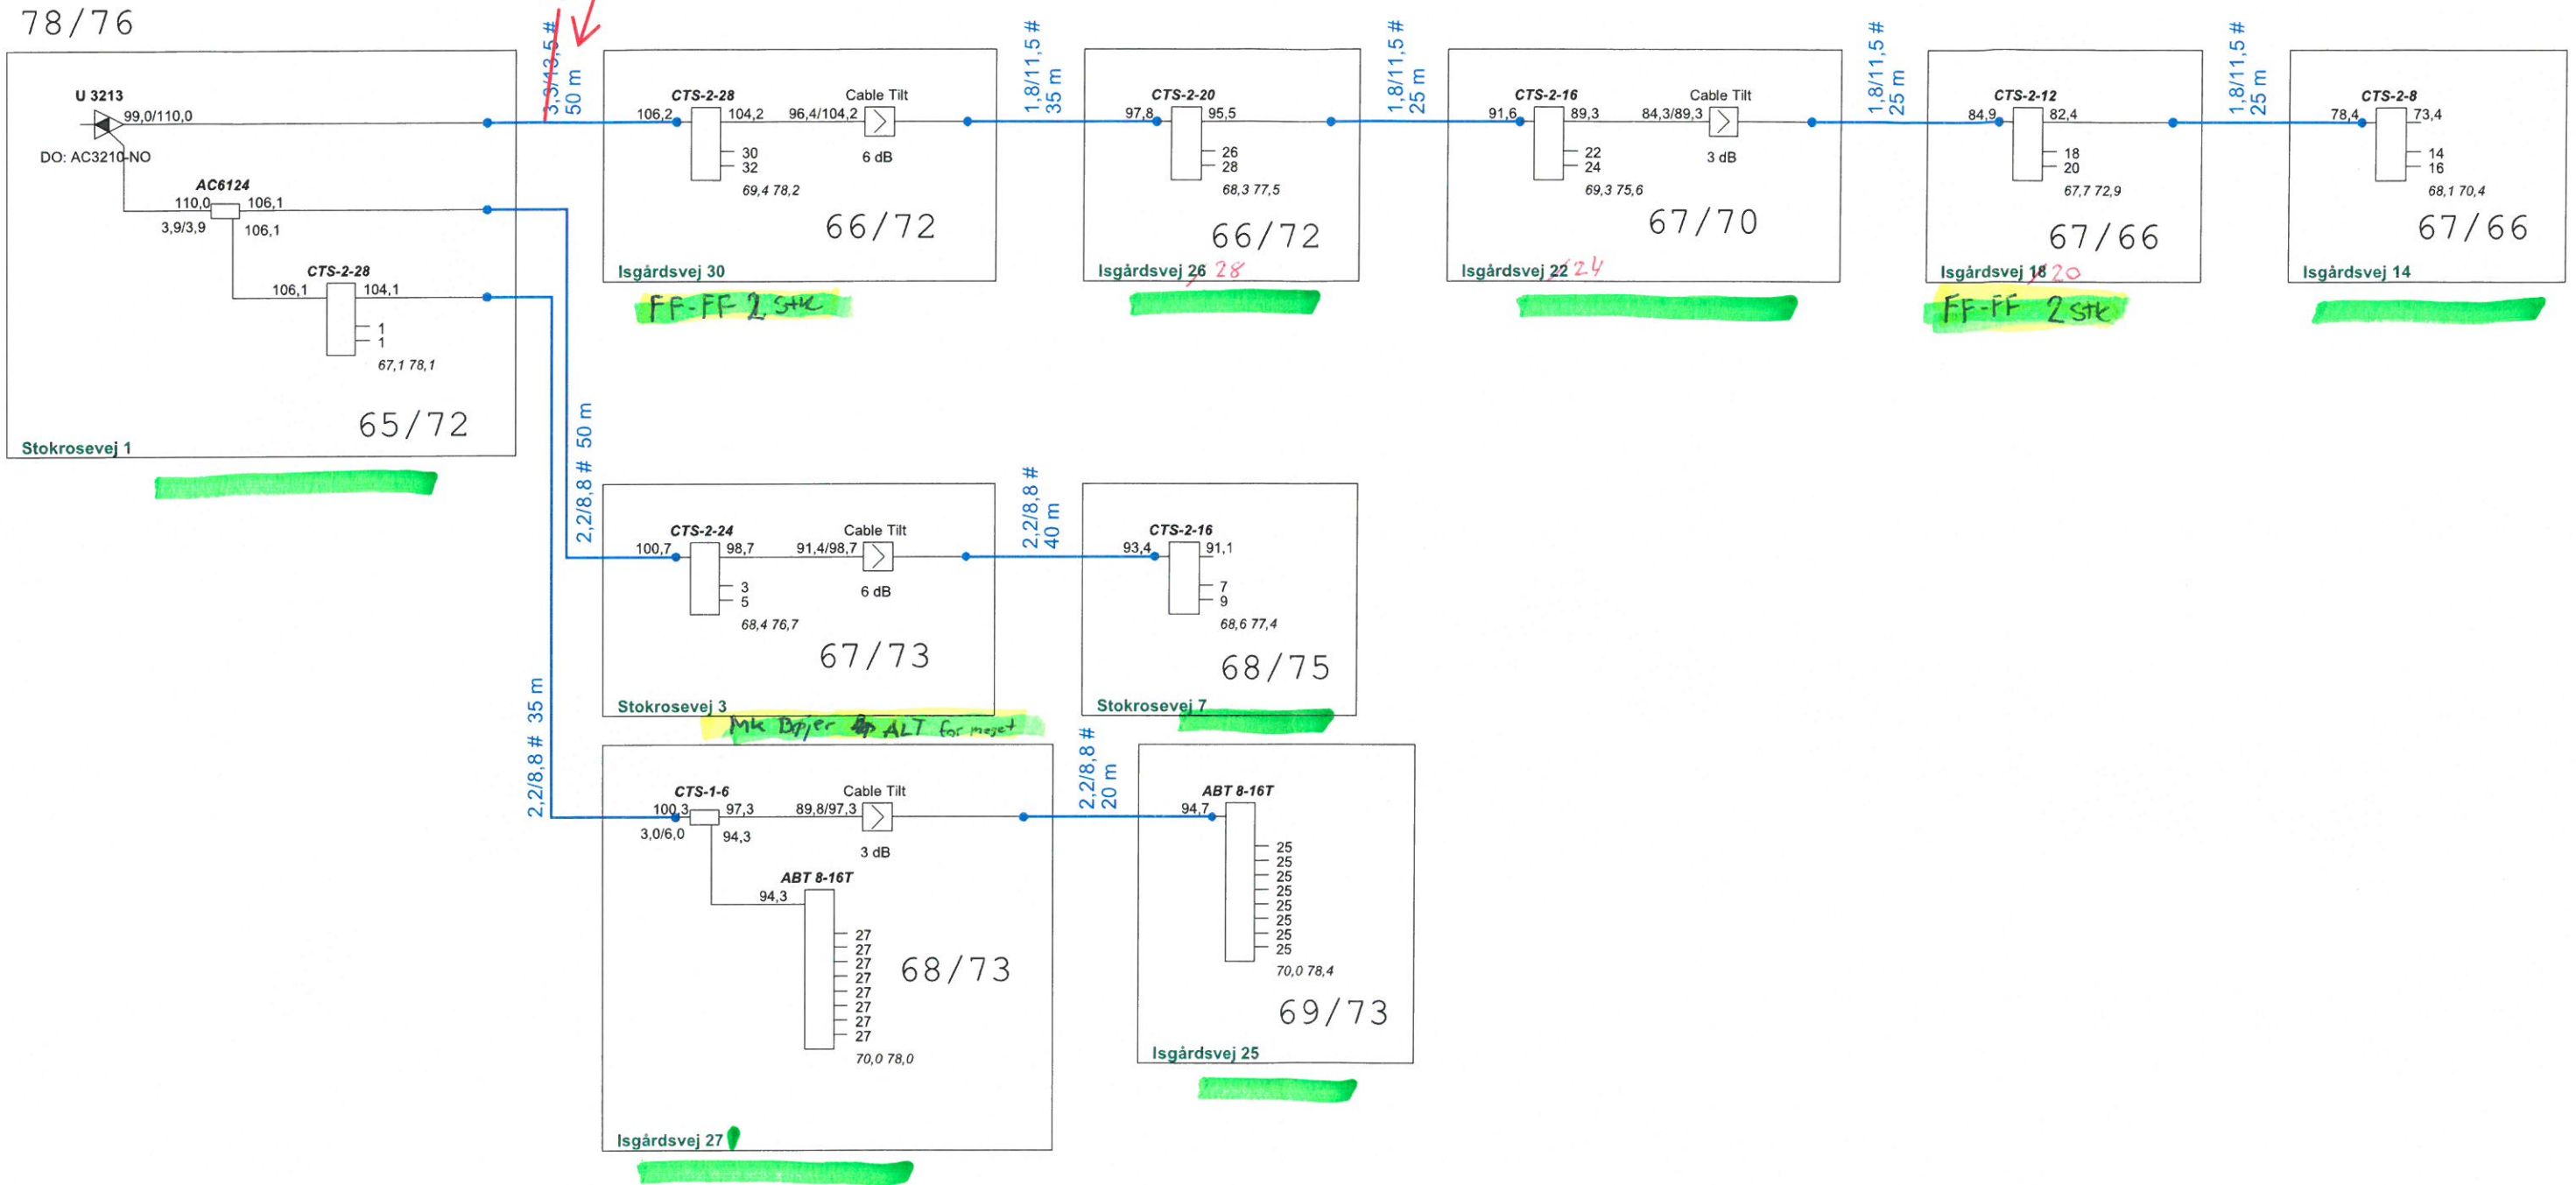 78/76
U 3213
99,0/110,0
DO: AC3210-NO
AC6124
110,0 106,1
3,9/3,9 106,1
CTS-2-28
106,1 104,1
1
1
67,1 78,1
65/72
Stokrosevej 1
3,3/13,5 #
50 m
CTS-2-28
106,2 104,2
96,4/104,2
Cable Tilt
6 dB
30
32
69,4 78,2
66/72
Isgårdsvej 30
FF-FF 2 stk
1,8/11,5 #
35 m
CTS-2-20
97,8 95,5
26
28
68,3 77,5
66/72
Isgårdsvej 26 28
1,8/11,5 #
25 m
CTS-2-16
91,6 89,3
84,3/89,3
Cable Tilt
3 dB
22
24
69,3 75,6
67/70
Isgårdsvej 22 24
1,8/11,5 #
25 m
CTS-2-12
84,9 82,4
18
20
67,7 72,9
67/66
Isgårdsvej 18 20
FF-FF 2 stk
1,8/11,5 #
25 m
CTS-2-8
78,4 73,4
14
16
68,1 70,4
67/66
Isgårdsvej 14
2,2/8,8 # 50 m
CTS-2-24
100,7 98,7
91,4/98,7
Cable Tilt
6 dB
3
5
68,4 76,7
67/73
Stokrosevej 3
Mk Bøjer ALT for meget
2,2/8,8 #
40 m
CTS-2-16
93,4 91,1
7
9
68,6 77,4
68/75
Stokrosevej 7
2,2/8,8 # 35 m
CTS-1-6
100,3 97,3
3,0/6,0 94,3
89,8/97,3
Cable Tilt
3 dB
ABT 8-16T
94,3
27
27
27
27
27
27
27
27
70,0 78,0
68/73
Isgårdsvej 27
2,2/8,8 #
20 m
ABT 8-16T
94,7
25
25
25
25
25
25
25
25
70,0 78,4
69/73
Isgårdsvej 25